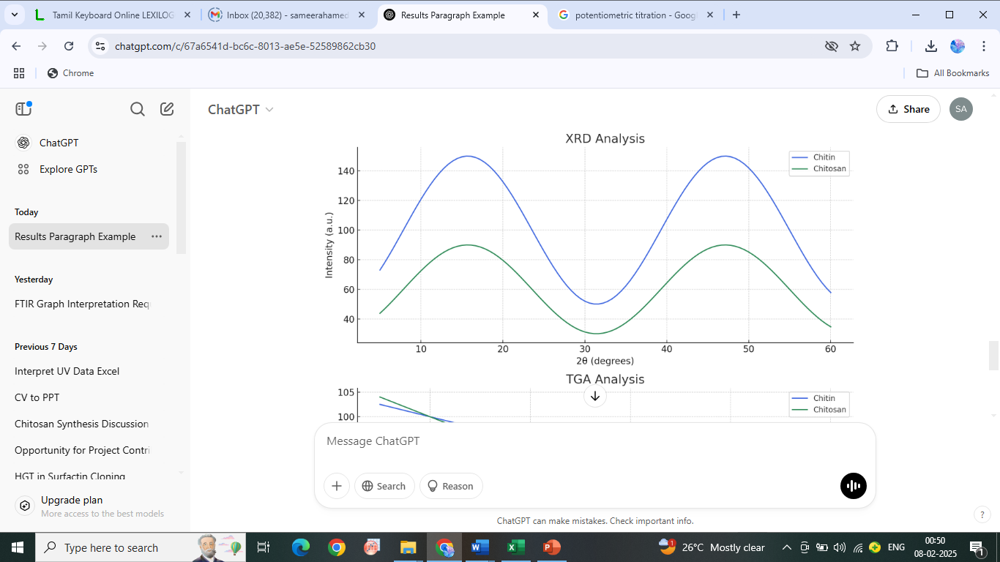 Tamil Keyboard Online LEXILOG
Inbox (20,382) - sameerahamed
Results Paragraph Example
potentiometric titration - Goog
chatgpt.com/c/67a6541d-bc6c-8013-ae5e-52589862cb30
Chrome
All Bookmarks
ChatGPT
Explore GPTs
Today
Results Paragraph Example
Yesterday
FTIR Graph Interpretation Req
Previous 7 Days
Interpret UV Data Excel
CV to PPT
Chitosan Synthesis Discussion
Opportunity for Project Contri
HGT in Surfactin Cloning
Upgrade plan
More access to the best models
ChatGPT
Share
SA
XRD Analysis
Chitin
Chitosan
Intensity (a.u.)
140
120
100
80
60
40
10 20 30 40 50 60
2θ (degrees)
TGA Analysis
105
100
Chitin
Chitosan
Message ChatGPT
Search
Reason
ChatGPT can make mistakes. Check important info.
?
Type here to search
1
26°C Mostly clear
ENG
00:50
08-02-2025
1